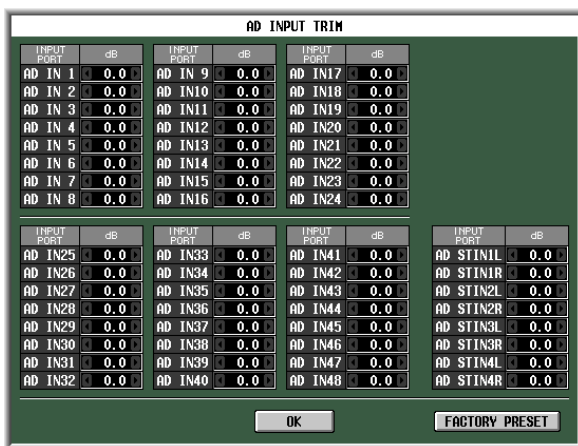 AD INPUT TRIM
INPUT PORT dB INPUT PORT dB INPUT PORT dB
AD IN 1 0.0 AD IN 9 0.0 AD IN17 0.0
AD IN 2 0.0 AD IN10 0.0 AD IN18 0.0
AD IN 3 0.0 AD IN11 0.0 AD IN19 0.0
AD IN 4 0.0 AD IN12 0.0 AD IN20 0.0
AD IN 5 0.0 AD IN13 0.0 AD IN21 0.0
AD IN 6 0.0 AD IN14 0.0 AD IN22 0.0
AD IN 7 0.0 AD IN15 0.0 AD IN23 0.0
AD IN 8 0.0 AD IN16 0.0 AD IN24 0.0
INPUT PORT dB INPUT PORT dB INPUT PORT dB INPUT PORT dB
AD IN25 0.0 AD IN33 0.0 AD IN41 0.0 AD STIN1L 0.0
AD IN26 0.0 AD IN34 0.0 AD IN42 0.0 AD STIN1R 0.0
AD IN27 0.0 AD IN35 0.0 AD IN43 0.0 AD STIN2L 0.0
AD IN28 0.0 AD IN36 0.0 AD IN44 0.0 AD STIN2R 0.0
AD IN29 0.0 AD IN37 0.0 AD IN45 0.0 AD STIN3L 0.0
AD IN30 0.0 AD IN38 0.0 AD IN46 0.0 AD STIN3R 0.0
AD IN31 0.0 AD IN39 0.0 AD IN47 0.0 AD STIN4L 0.0
AD IN32 0.0 AD IN40 0.0 AD IN48 0.0 AD STIN4R 0.0
OK FACTORY PRESET